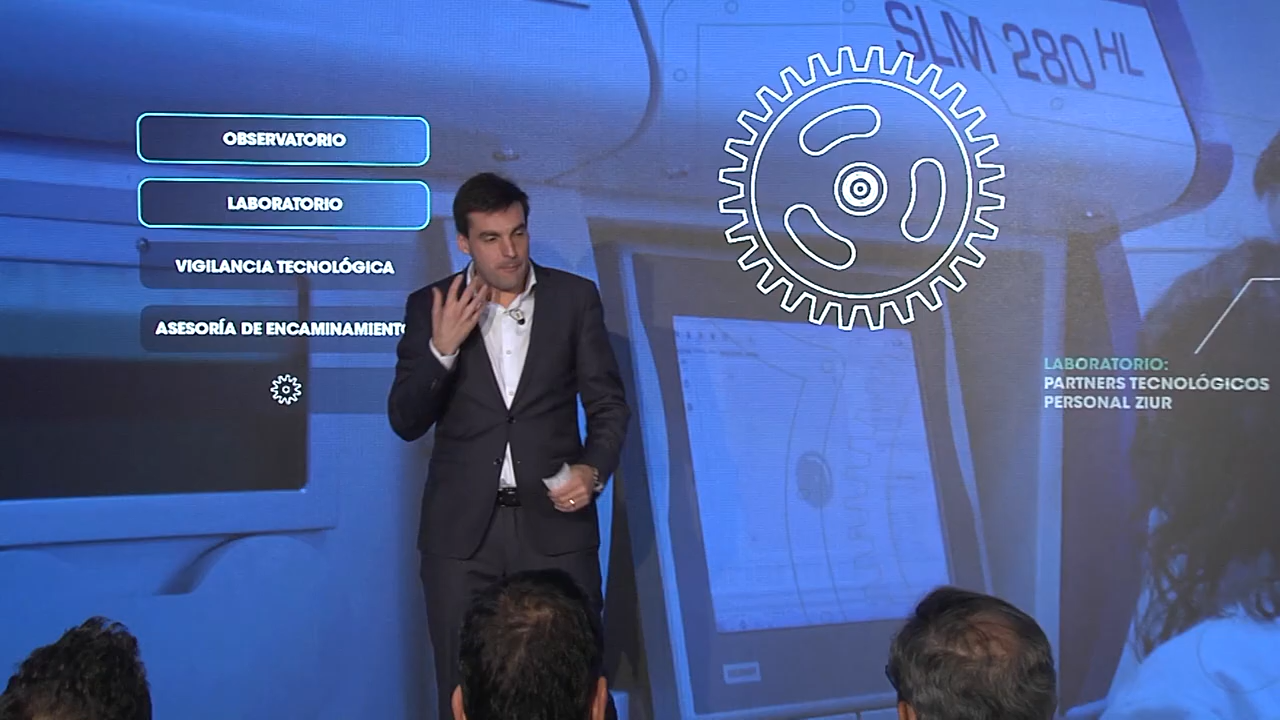 SLM 280 HL
OBSERVATORIO
LABORATORIO
VIGILANCIA TECNOLÓGICA
ASESORÍA DE ENCAMINAMIENTO
LABORATORIO:
PARTNERS TECNOLÓGICOS
PERSONAL ZIUR